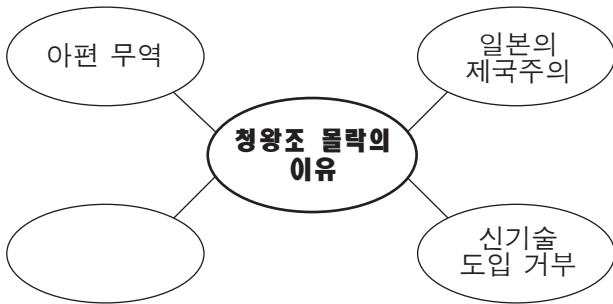 아편 무역
일본의
제국주의
청왕조 몰락의
이유
신기술
도입 거부